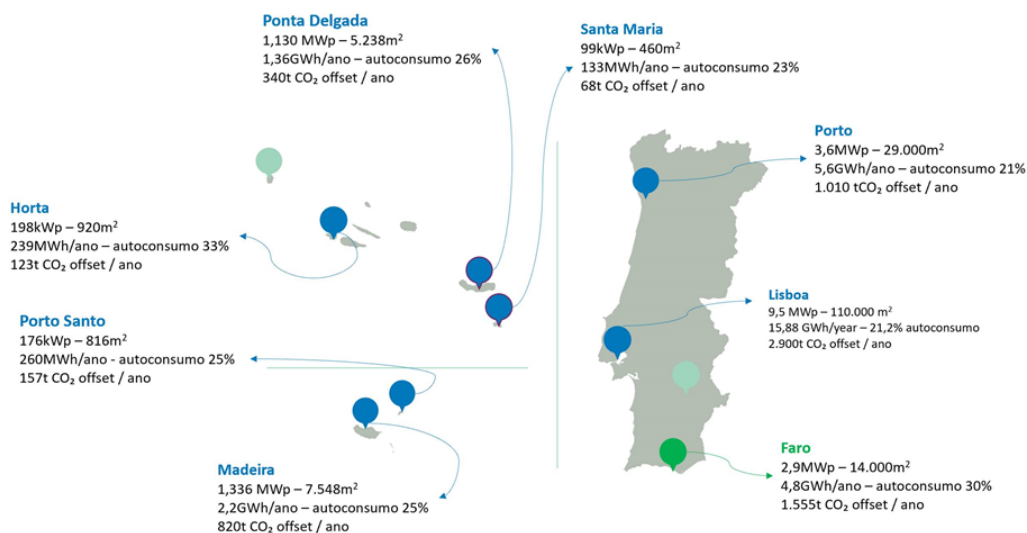 Ponta Delgada
1,130 MWp – 5.238m²
1,36GWh/ano – autoconsumo 26%
340t CO₂ offset / ano
Santa Maria
99kWp – 460m²
133MWh/ano – autoconsumo 23%
68t CO₂ offset / ano
Porto
3,6MWp – 29.000m²
5,6GWh/ano – autoconsumo 21%
1.010 tCO₂ offset / ano
Horta
198kWp – 920m²
239MWh/ano – autoconsumo 33%
123t CO₂ offset / ano
Lisboa
9,5 MWp – 110.000 m²
15,88 GWh/year – 21,2% autoconsumo
2.900t CO₂ offset / ano
Porto Santo
176kWp – 816m²
260MWh/ano - autoconsumo 25%
157t CO₂ offset / ano
Faro
2,9MWp – 14.000m²
4,8GWh/ano – autoconsumo 30%
1.555t CO₂ offset / ano
Madeira
1,336 MWp – 7.548m²
2,2GWh/ano – autoconsumo 25%
820t CO₂ offset / ano